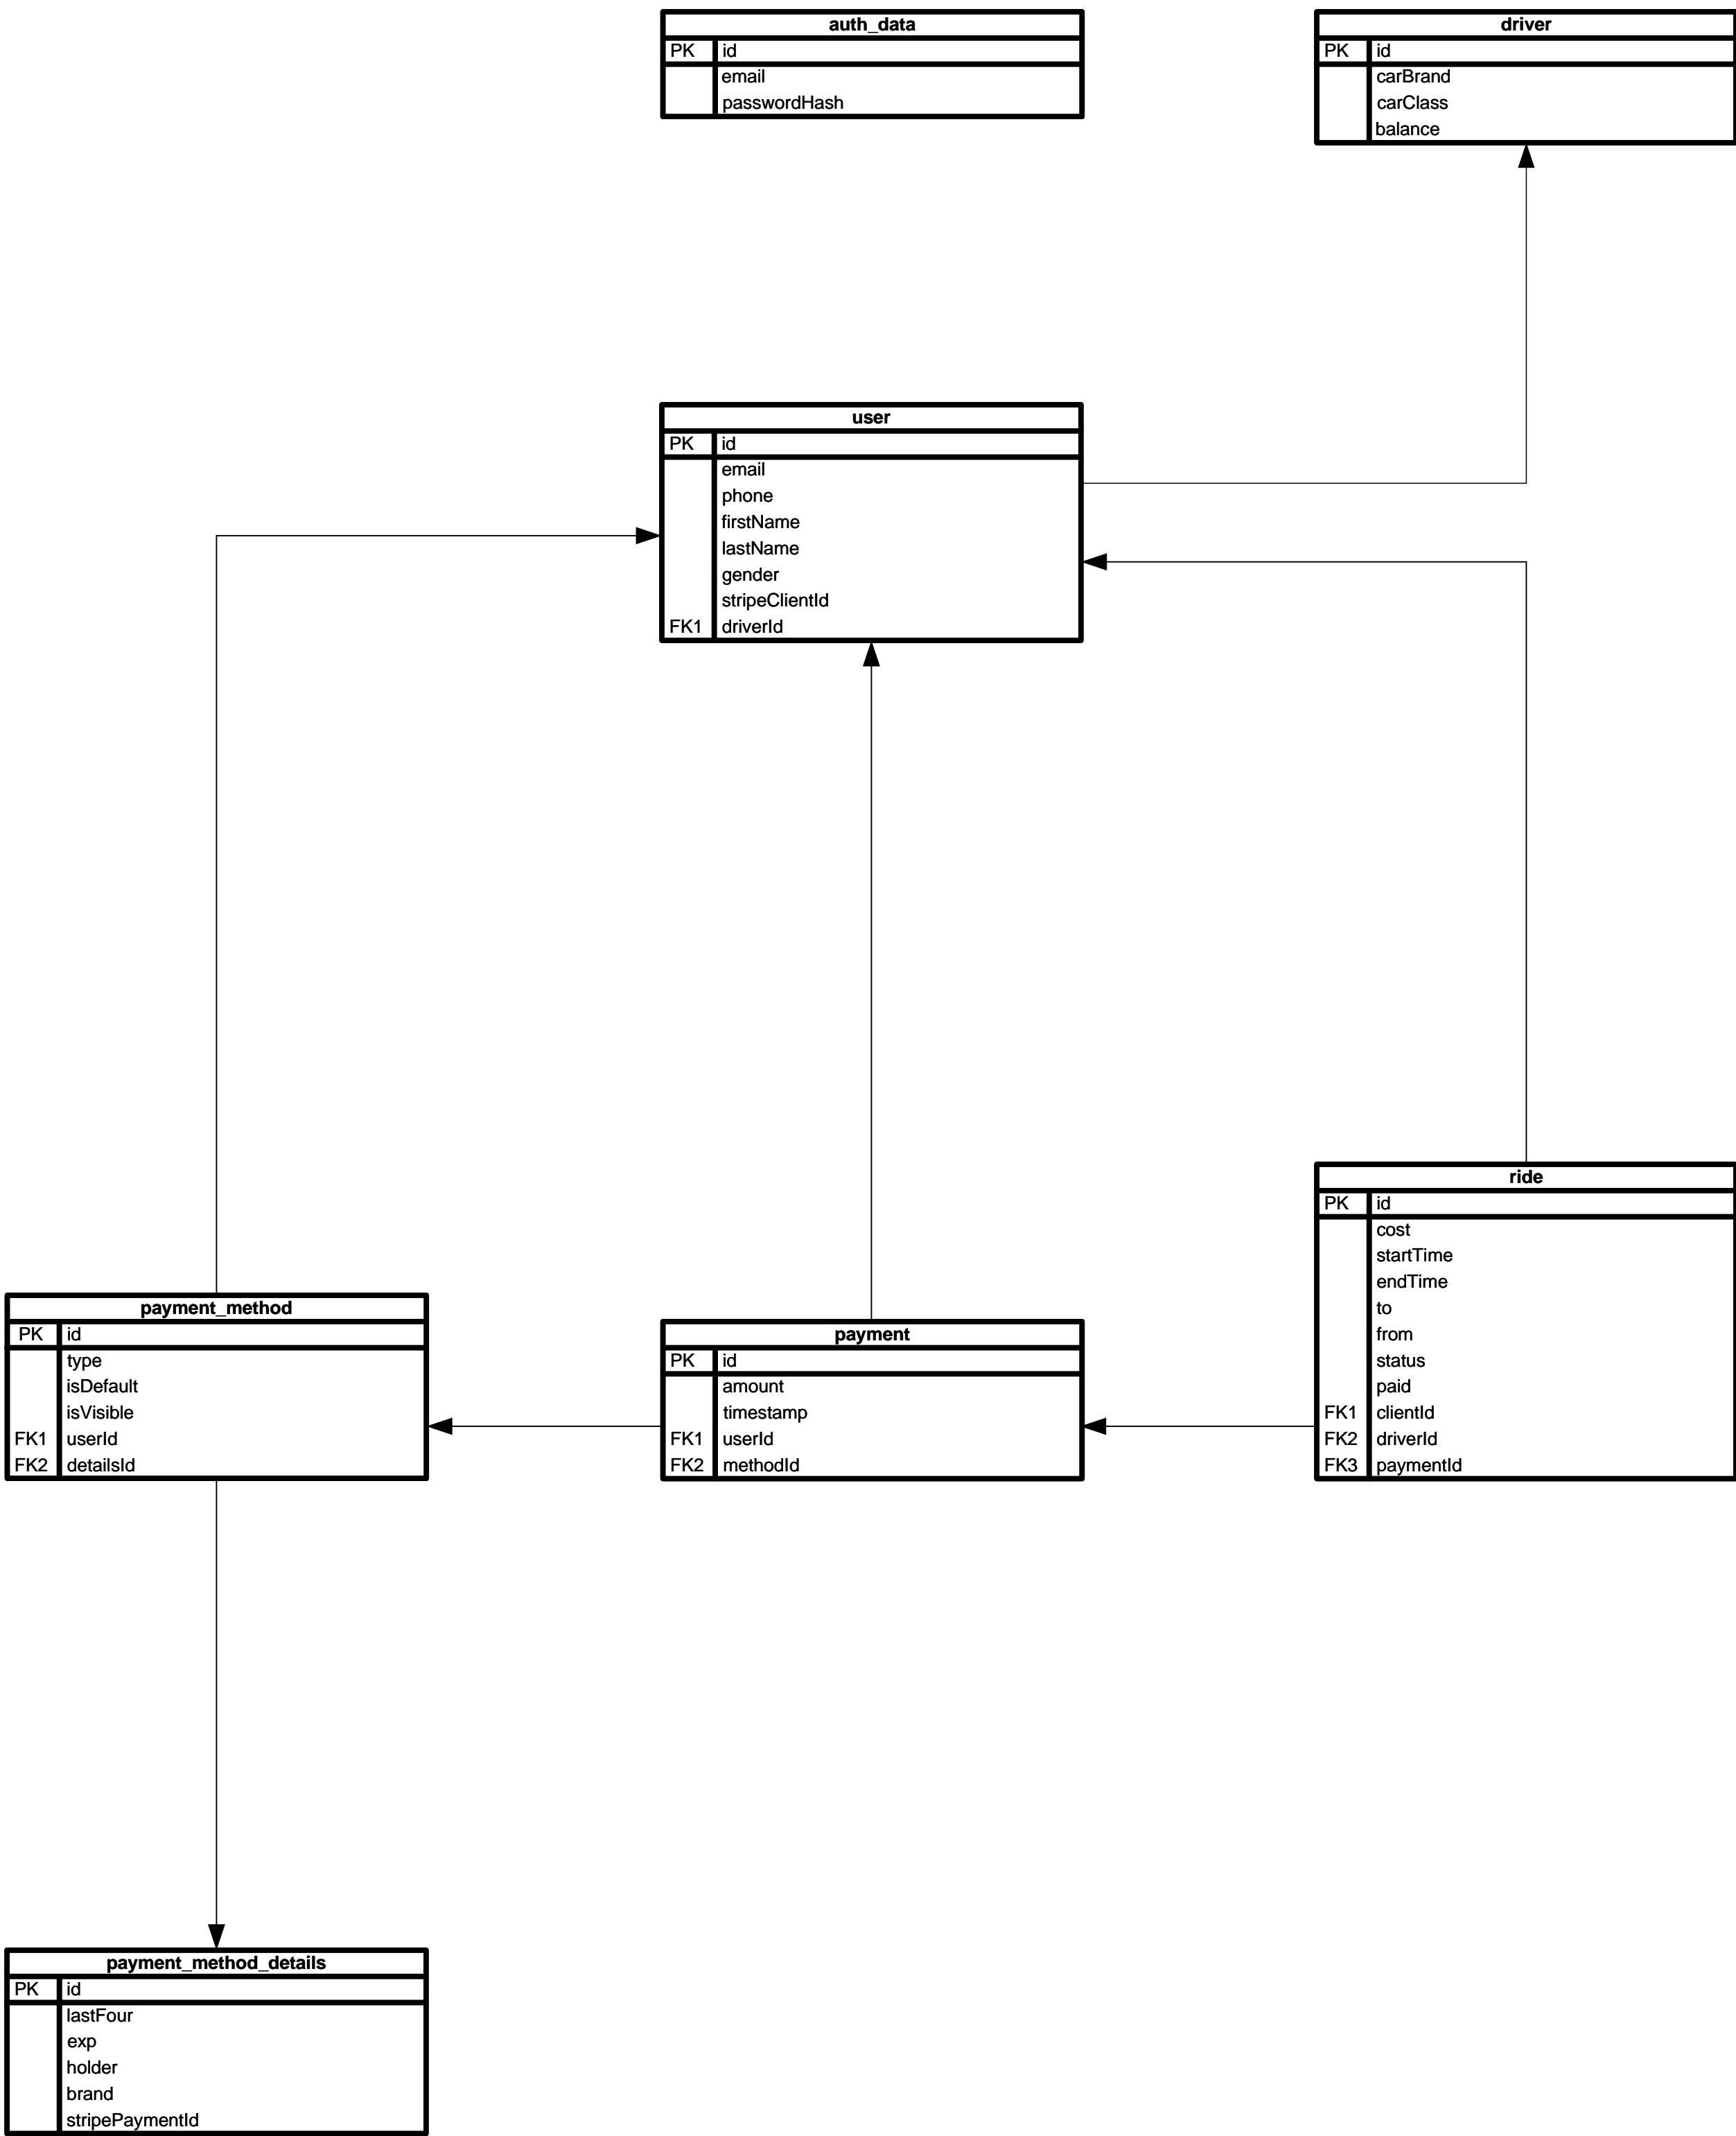 auth_data
PK id
email
passwordHash
driver
PK id
carBrand
carClass
balance
user
PK id
email
phone
firstName
lastName
gender
stripeClientId
FK1 driverId
ride
PK id
cost
startTime
endTime
to
from
status
paid
FK1 clientId
FK2 driverId
FK3 paymentId
payment_method
PK id
type
isDefault
isVisible
FK1 userId
FK2 detailsId
payment
PK id
amount
timestamp
FK1 userId
FK2 methodId
payment_method_details
PK id
lastFour
exp
holder
brand
stripePaymentId